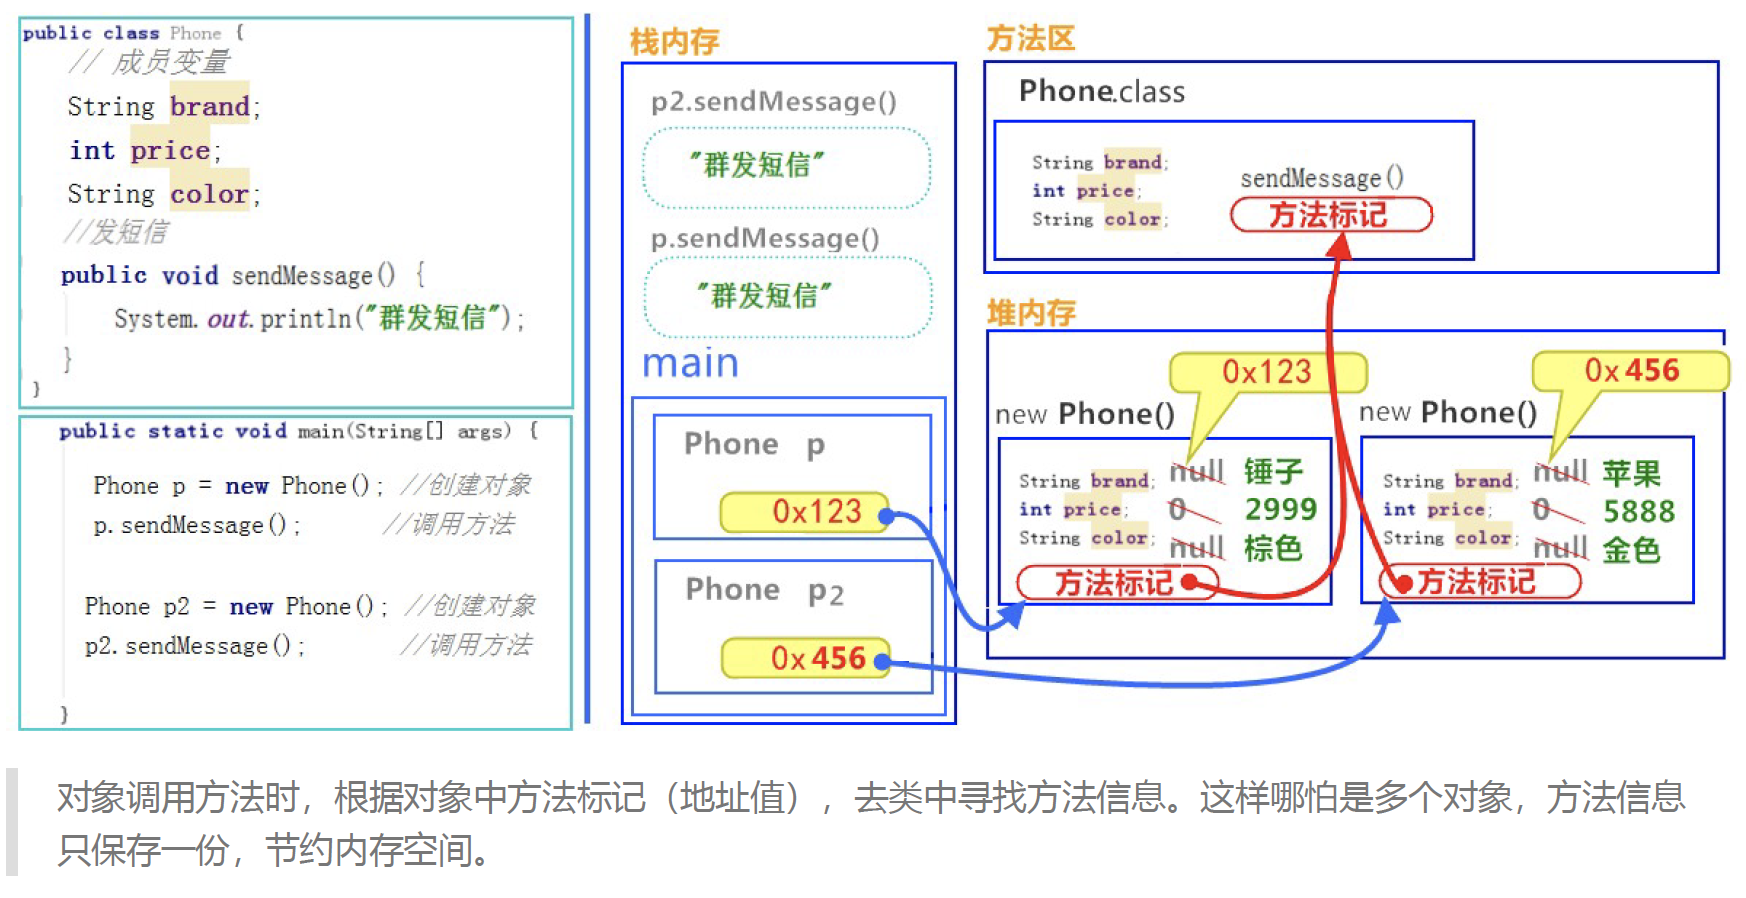 public class Phone {
// 成员变量
String brand;
int price;
String color;
//发短信
public void sendMessage() {
System.out.println("群发短信");
}
}
public static void main(String[] args) {
Phone p = new Phone(); //创建对象
p.sendMessage(); //调用方法
Phone p2 = new Phone(); //创建对象
p2.sendMessage(); //调用方法
}
栈内存
p2.sendMessage()
"群发短信"
p.sendMessage()
"群发短信"
main
Phone p
0x123
Phone p2
0x456
方法区
Phone.class
String brand;
int price;
String color;
sendMessage()
方法标记
堆内存
0x123
new Phone()
String brand; null 锤子
int price; 0 2999
String color; null 棕色
方法标记
0x456
new Phone()
String brand; null 苹果
int price; 0 5888
String color; null 金色
方法标记
对象调用方法时，根据对象中方法标记（地址值），去类中寻找方法信息。这样哪怕是多个对象，方法信息
只保存一份，节约内存空间。